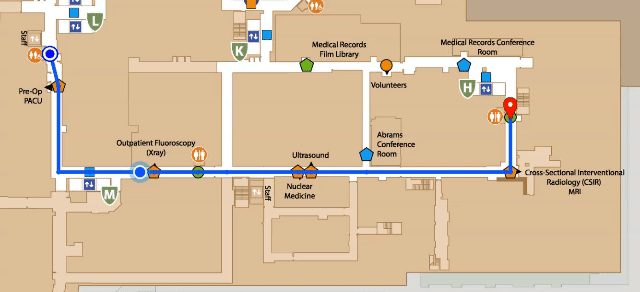 L
Staff
K
Medical Records
Film Library
Medical Records Conference
Room
Volunteers
H
Pre-Op
PACU
Outpatient Fluoroscopy
(Xray)
Abrams
Conference
Room
Ultrasound
Nuclear
Medicine
Staff
M
Cross-Sectional Interventional
Radiology (CSIR)
MRI